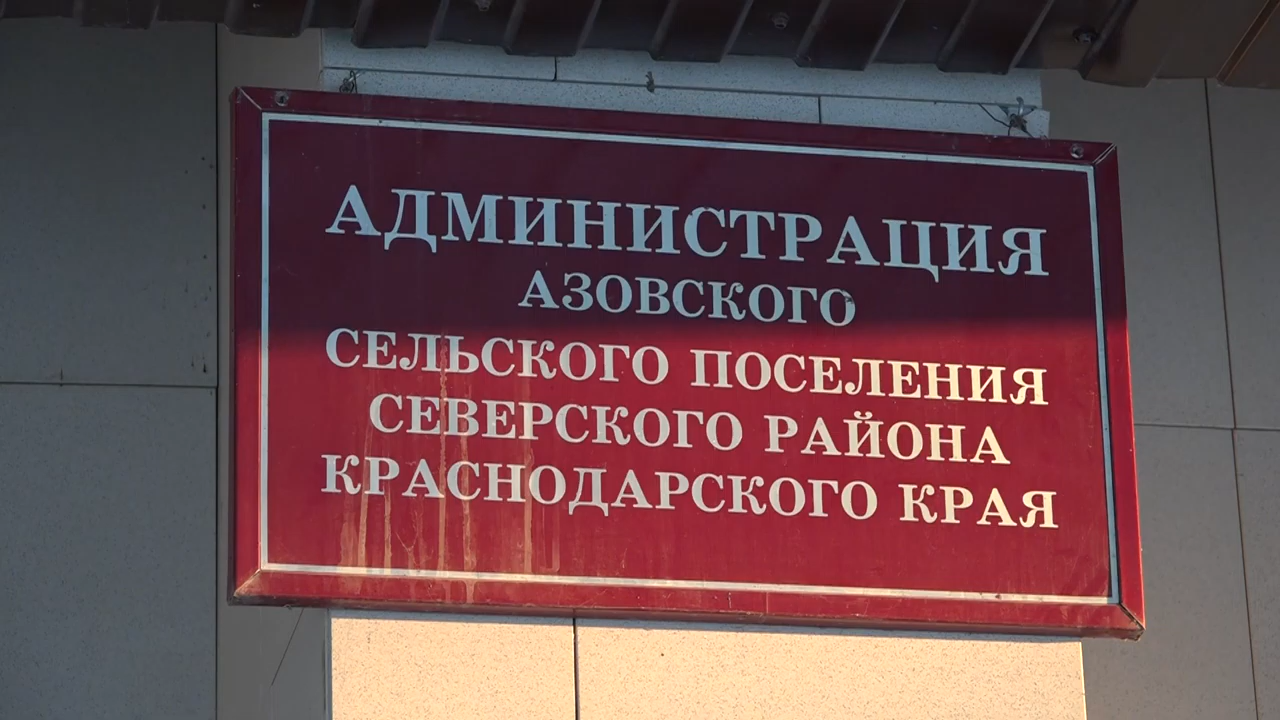 АДМИНИСТРАЦИЯ
АЗОВСКОГО
СЕЛЬСКОГО ПОСЕЛЕНИЯ
СЕВЕРСКОГО РАЙОНА
КРАСНОДАРСКОГО КРАЯ